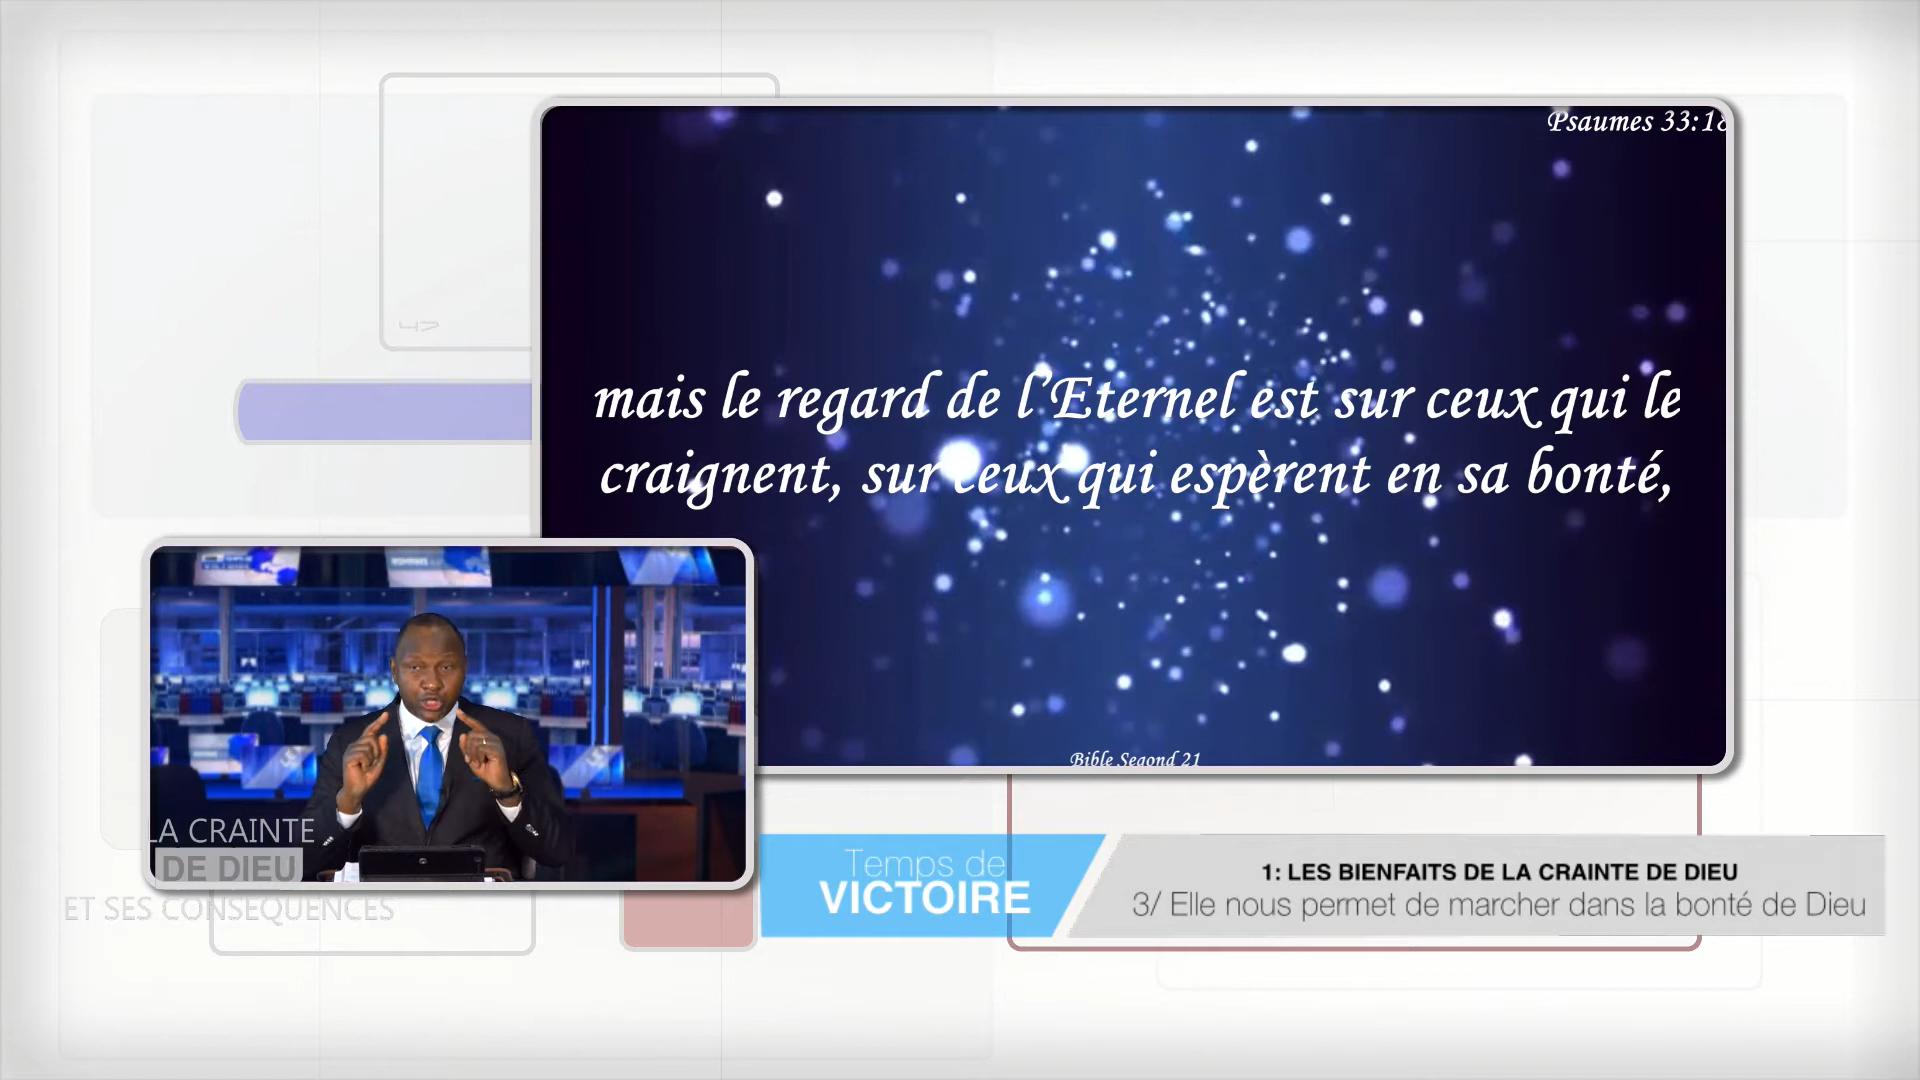 Psaumes 33:18
mais le regard de l'Eternel est sur ceux qui le
craignent, sur ceux qui espèrent en sa bonté,
Bible Segond 21
LA CRAINTE
DE DIEU
ET SES CONSEQUENCES
Temps de
VICTOIRE
1: LES BIENFAITS DE LA CRAINTE DE DIEU
3/ Elle nous permet de marcher dans la bonté de Dieu